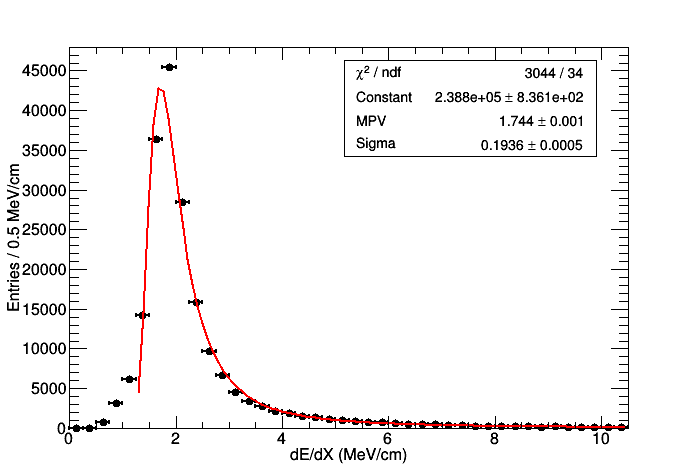 χ² / ndf 3044 / 34
Constant 2.388e+05 ± 8.361e+02
MPV 1.744 ± 0.001
Sigma 0.1936 ± 0.0005
Entries / 0.5 MeV/cm
45000
40000
35000
30000
25000
20000
15000
10000
5000
0
0 2 4 6 8 10
dE/dX (MeV/cm)